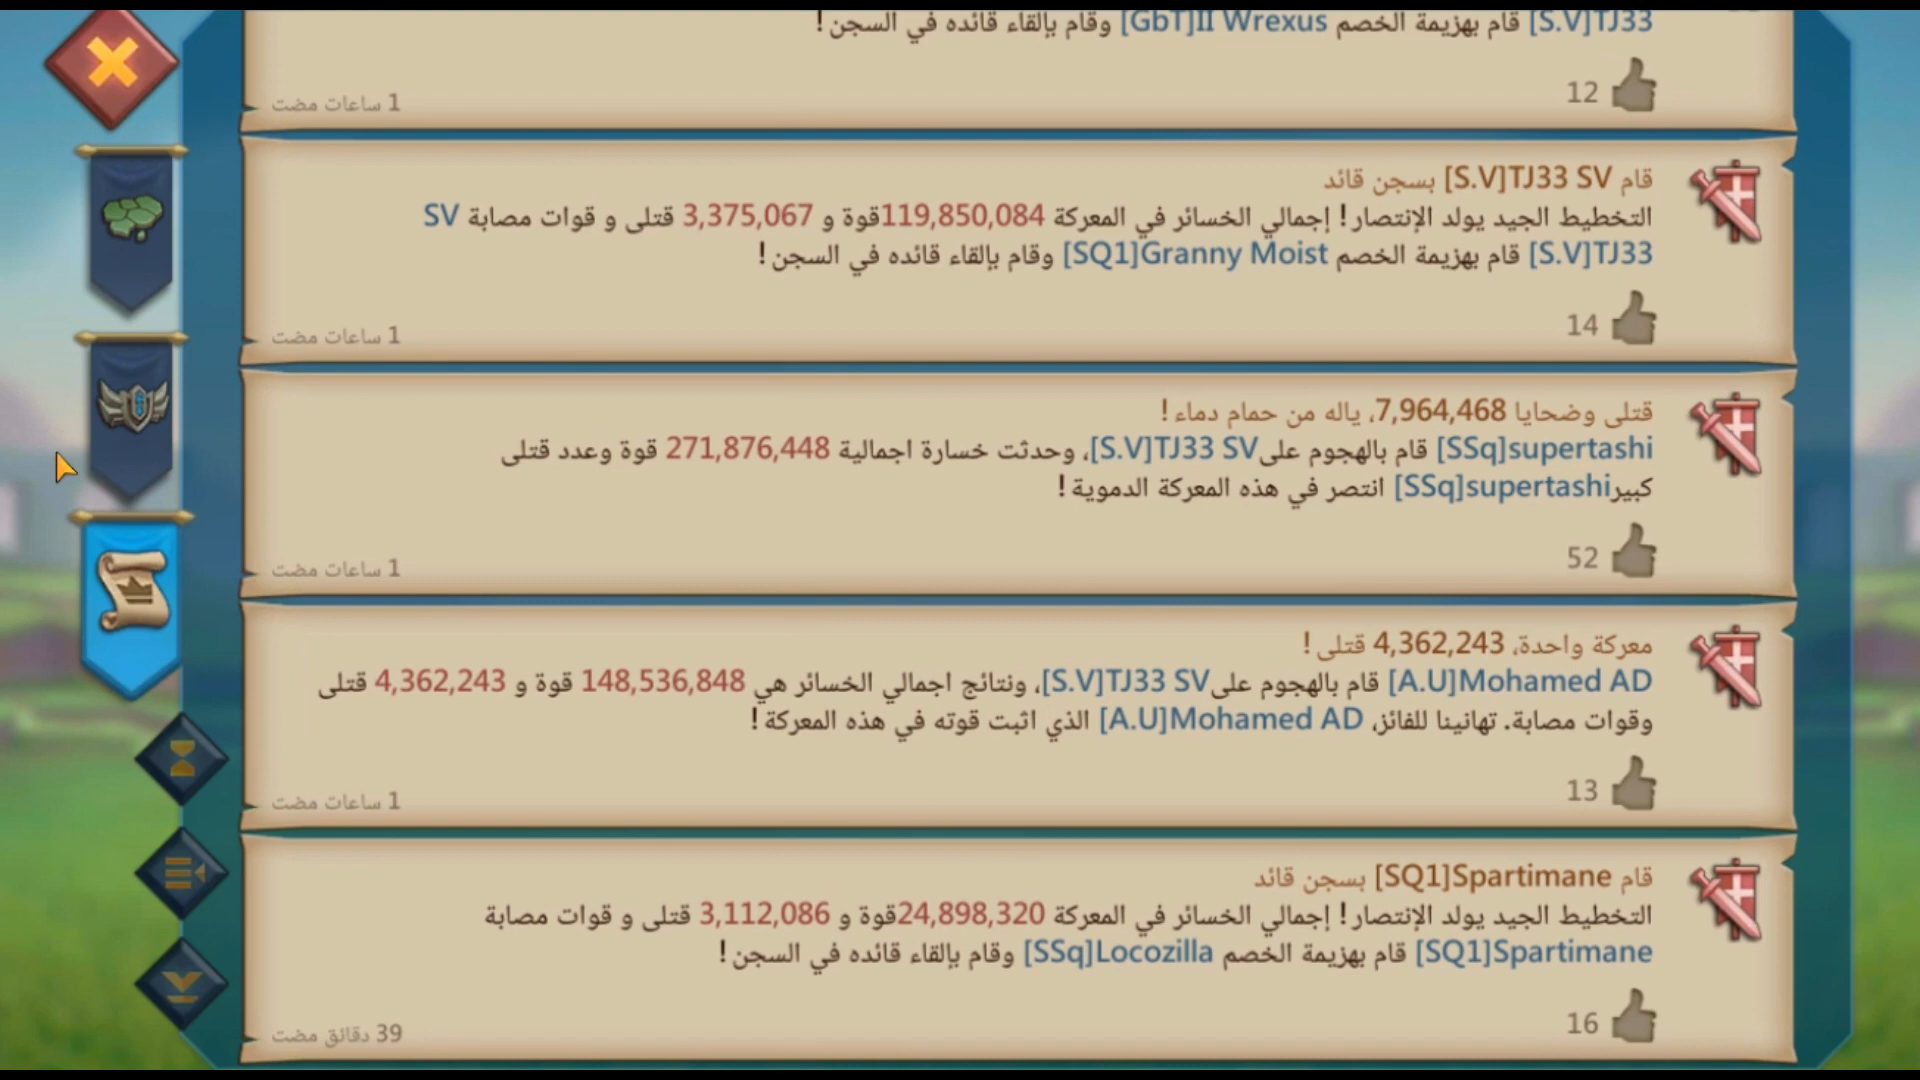 [S.V]TJ33 قام بهزيمة الخصم [GbT]II Wrexus وقام بإلقاء قائده في السجن!
12
1 ساعات مضت
قام [S.V]TJ33 SV بسجن قائد
التخطيط الجيد يولد الإنتصار! إجمالي الخسائر في المعركة 119,850,084قوة و 3,375,067 قتلى و قوات مصابة SV
[S.V]TJ33 قام بهزيمة الخصم [SQ1]Granny Moist وقام بإلقاء قائده في السجن!
14
1 ساعات مضت
قتلى وضحايا 7,964,468، ياله من حمام دماء!
[SSq]supertashi قام بالهجوم على[S.V]TJ33 SV، وحدثت خسارة اجمالية 271,876,448 قوة وعدد قتلى
كبير[SSq]supertashi انتصر في هذه المعركة الدموية!
52
1 ساعات مضت
معركة واحدة، 4,362,243 قتلى!
[A.U]Mohamed AD قام بالهجوم على[S.V]TJ33 SV، ونتائج اجمالي الخسائر هي 148,536,848 قوة و 4,362,243 قتلى
وقوات مصابة. تهانينا للفائز، [A.U]Mohamed AD الذي اثبت قوته في هذه المعركة!
13
1 ساعات مضت
قام [SQ1]Spartimane بسجن قائد
التخطيط الجيد يولد الإنتصار! إجمالي الخسائر في المعركة 24,898,320قوة و 3,112,086 قتلى و قوات مصابة
[SQ1]Spartimane قام بهزيمة الخصم [SSq]Locozilla وقام بإلقاء قائده في السجن!
16
39 دقائق مضت